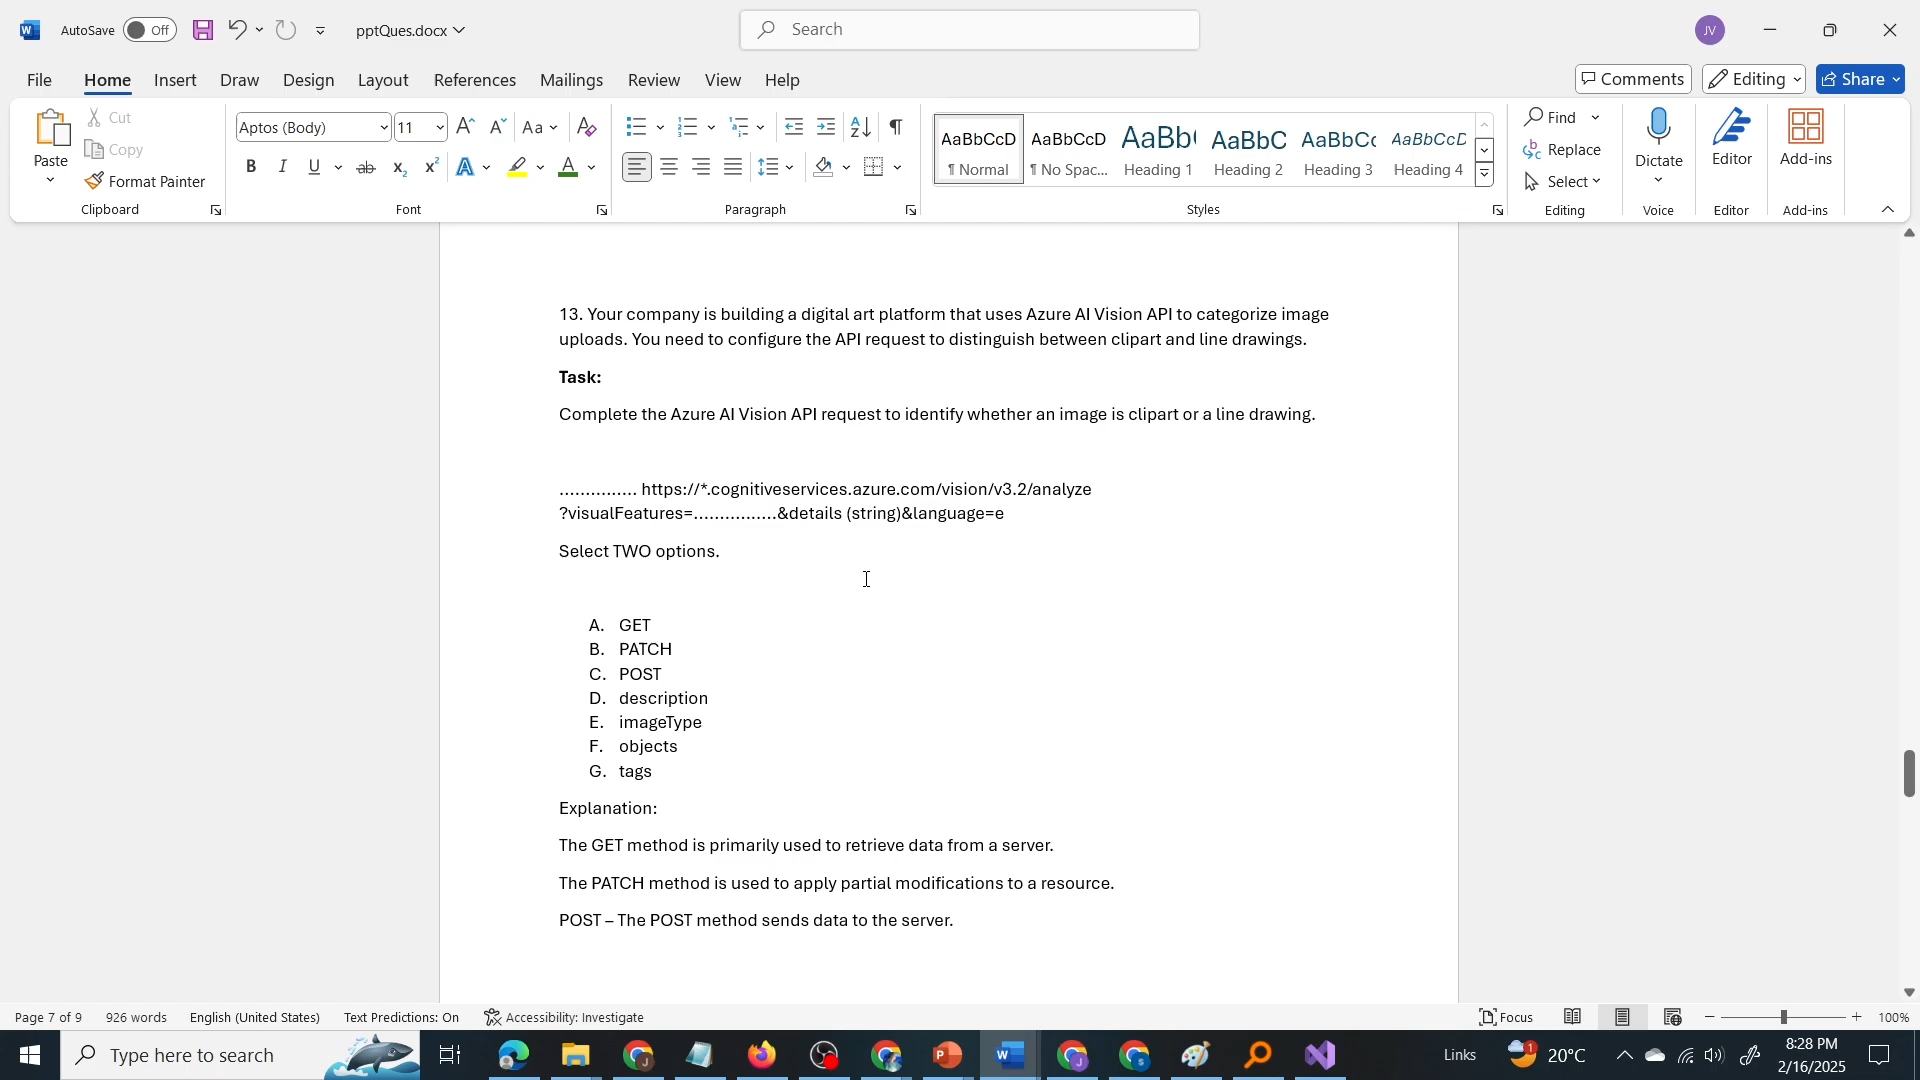 AutoSave Off pptQues.docx Search JV
File Home Insert Draw Design Layout References Mailings Review View Help Comments Editing Share
Paste Cut Copy Format Painter Clipboard
Aptos (Body) 11 Aa
B I U ab x₂ x² A A Font
Paragraph
AaBbCcD AaBbCcD AaBb( AaBbC AaBbCc AaBbCcD
¶ Normal ¶ No Spac... Heading 1 Heading 2 Heading 3 Heading 4
Styles
Find Replace Select Editing
Dictate Voice
Editor Editor
Add-ins Add-ins
13. Your company is building a digital art platform that uses Azure AI Vision API to categorize image
uploads. You need to configure the API request to distinguish between clipart and line drawings.
Task:
Complete the Azure AI Vision API request to identify whether an image is clipart or a line drawing.
............... https://*.cognitiveservices.azure.com/vision/v3.2/analyze
?visualFeatures=................&details (string)&language=e
Select TWO options.
A. GET
B. PATCH
C. POST
D. description
E. imageType
F. objects
G. tags
Explanation:
The GET method is primarily used to retrieve data from a server.
The PATCH method is used to apply partial modifications to a resource.
POST – The POST method sends data to the server.
Page 7 of 9 926 words English (United States) Text Predictions: On Accessibility: Investigate Focus 100%
Type here to search Links 20°C 8:28 PM
2/16/2025